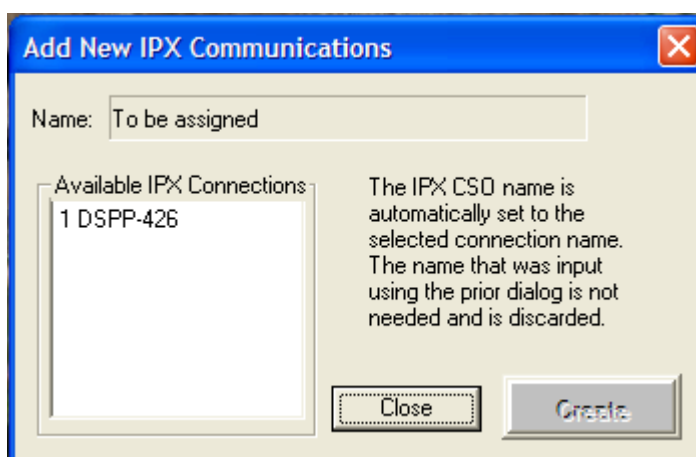 Add New IPX Communications
Name: To be assigned
Available IPX Connections
1 DSPP-426
The IPX CSO name is
automatically set to the
selected connection name.
The name that was input
using the prior dialog is not
needed and is discarded.
Close
Create